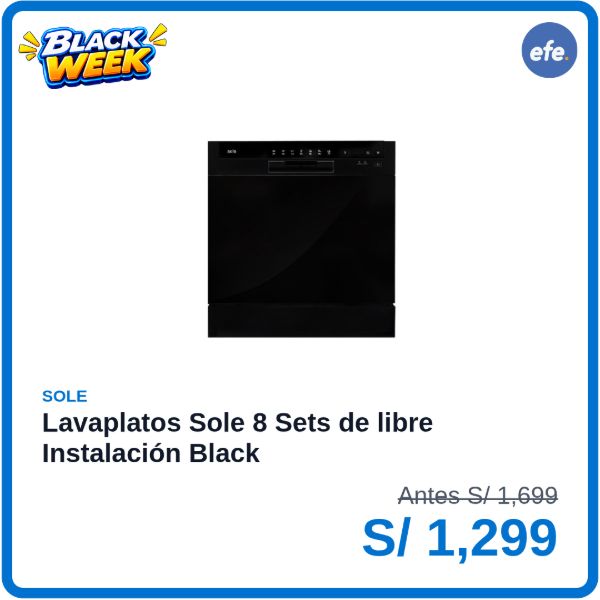 BLACK
WEEK
efe.
SOLE
Lavaplatos Sole 8 Sets de libre
Instalación Black
Antes S/ 1,699
S/ 1,299